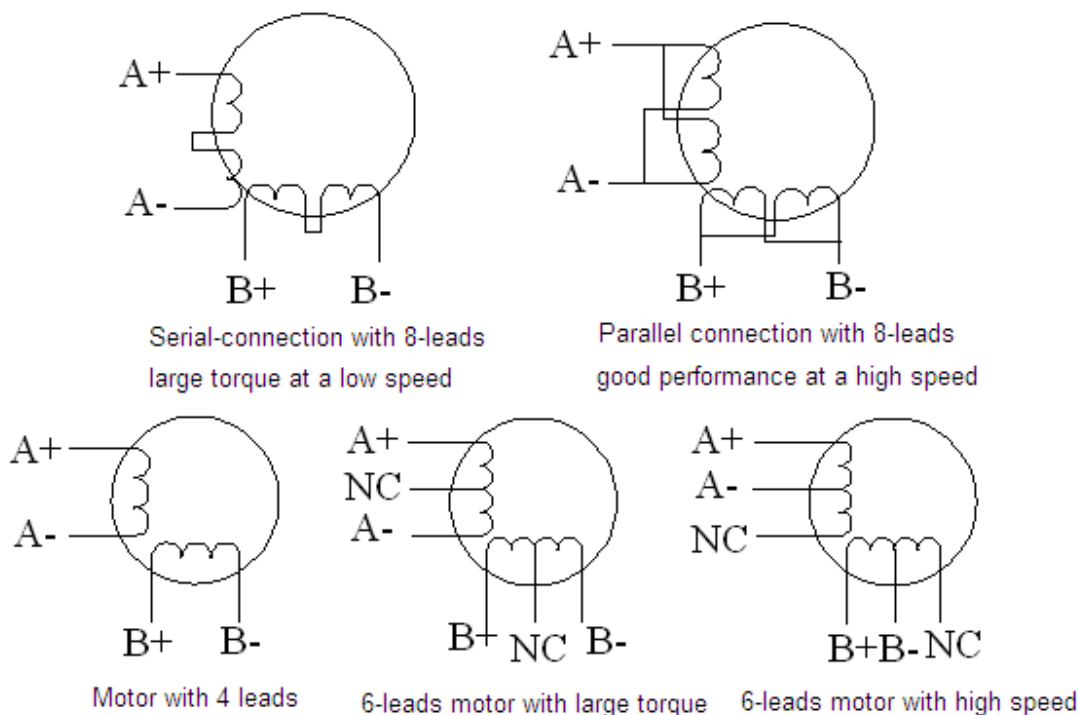 A+
A+
A-
A-
B+ B-
B+ B-
Serial-connection with 8-leads
large torque at a low speed
Parallel connection with 8-leads
good performance at a high speed
A+
A-
B+ B-
Motor with 4 leads
A+
NC
A-
B+ NC B-
6-leads motor with large torque
A+
A-
NC
B+ B- NC
6-leads motor with high speed